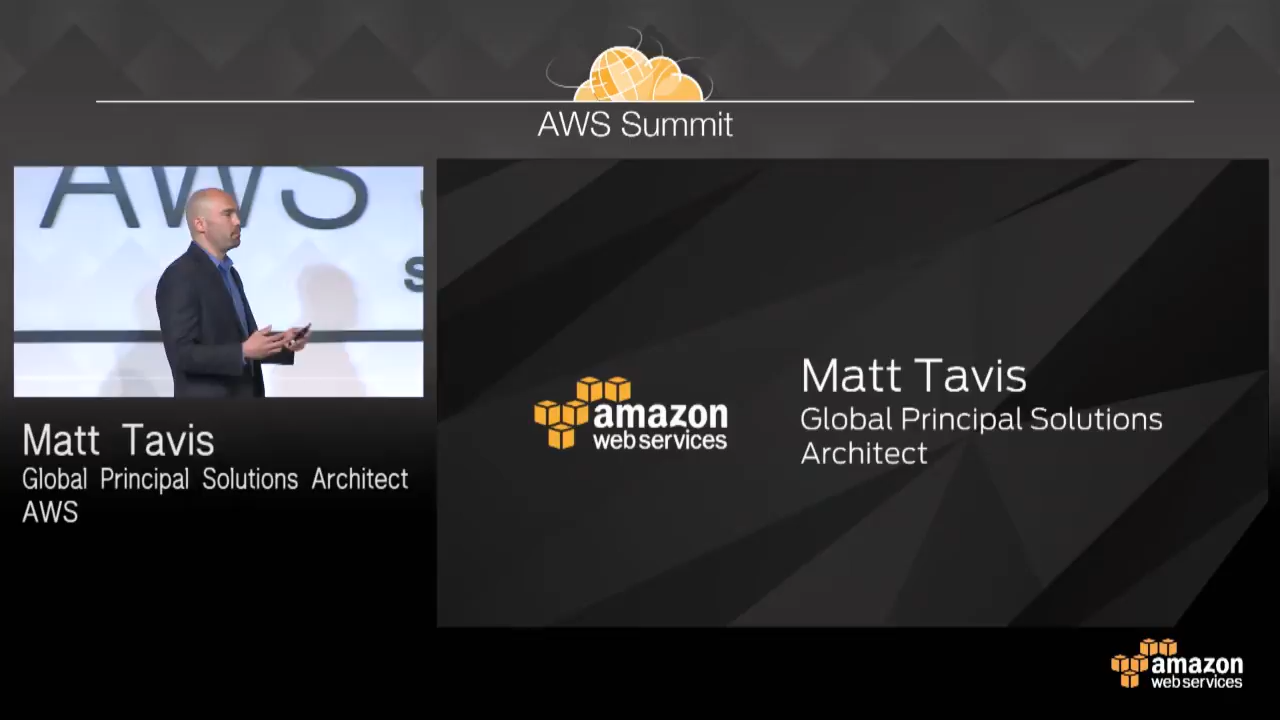 AWS Summit
AWS S
s
Matt Tavis
Global Principal Solutions Architect
AWS
amazon
web services
Matt Tavis
Global Principal Solutions
Architect
amazon
web services